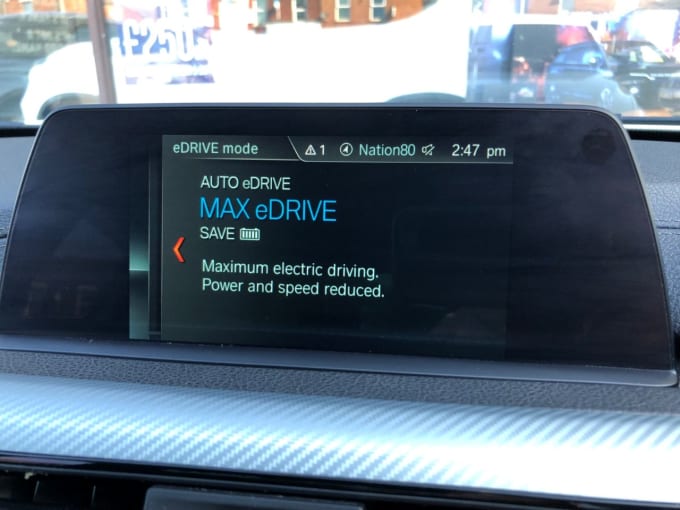 eDRIVE mode
1 Nation80 2:47 pm
AUTO eDRIVE
MAX eDRIVE
SAVE
Maximum electric driving.
Power and speed reduced.